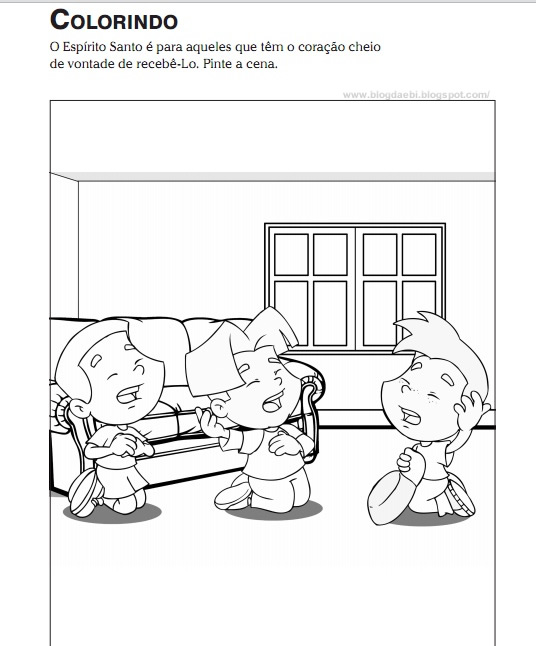 COLORINDO
O Espírito Santo é para aqueles que têm o coração cheio
de vontade de recebê-Lo. Pinte a cena.
www.blogdaebi.blogspot.com/